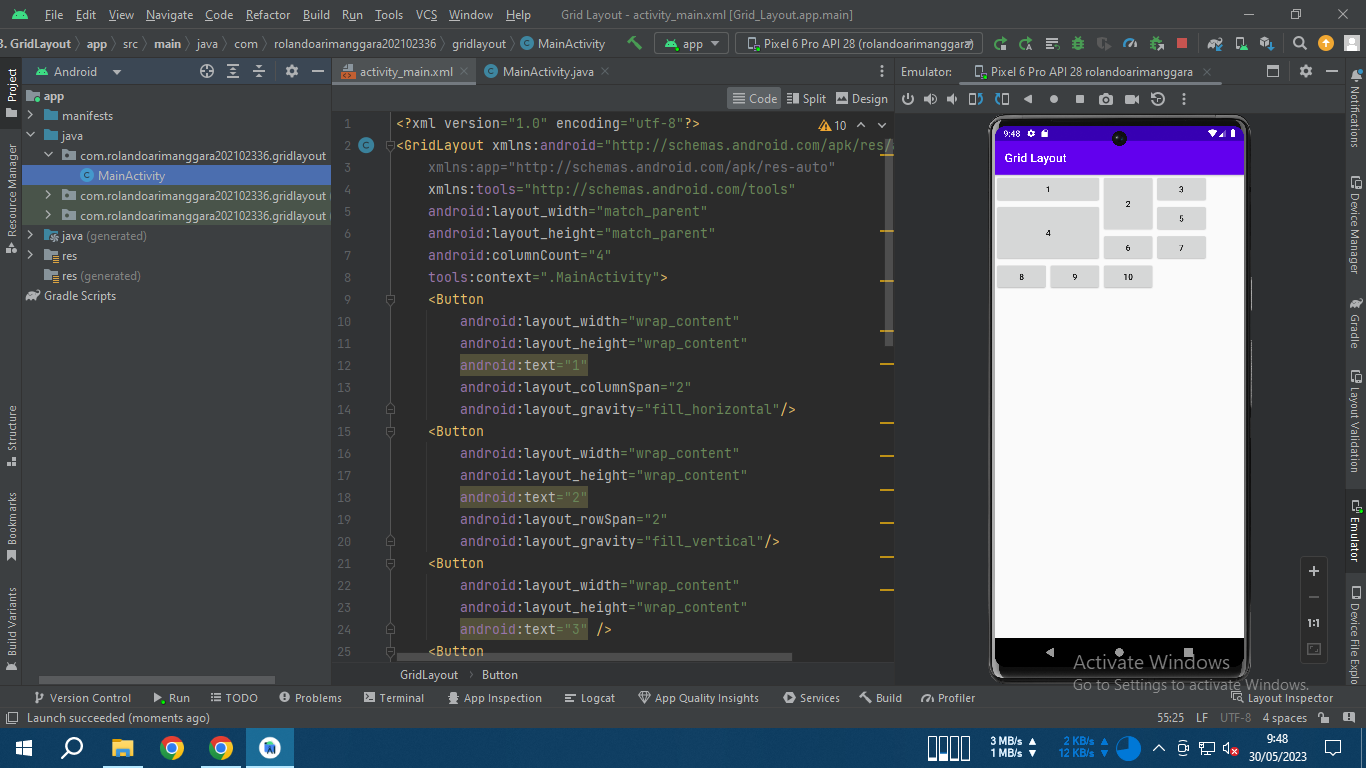 File Edit View Navigate Code Refactor Build Run Tools VCS Window Help Grid Layout - activity_main.xml [Grid_Layout.app.main]
3. GridLayout app src main java com rolandoarimanggara202102336 gridlayout MainActivity app Pixel 6 Pro API 28 (rolandoarimanggara)
Android activity_main.xml MainActivity.java Emulator: Pixel 6 Pro API 28 rolandoarimanggara
Code Split Design
Project
Resource Manager
Structure
Bookmarks
Build Variants
app
manifests
java
com.rolandoarimanggara202102336.gridlayout
MainActivity
com.rolandoarimanggara202102336.gridlayout
com.rolandoarimanggara202102336.gridlayout
java (generated)
res
res (generated)
Gradle Scripts
10
1 <?xml version="1.0" encoding="utf-8"?>
2 <GridLayout xmlns:android="http://schemas.android.com/apk/res/
3 xmlns:app="http://schemas.android.com/apk/res-auto"
4 xmlns:tools="http://schemas.android.com/tools"
5 android:layout_width="match_parent"
6 android:layout_height="match_parent"
7 android:columnCount="4"
8 tools:context=".MainActivity">
9 <Button
10 android:layout_width="wrap_content"
11 android:layout_height="wrap_content"
12 android:text="1"
13 android:layout_columnSpan="2"
14 android:layout_gravity="fill_horizontal"/>
15 <Button
16 android:layout_width="wrap_content"
17 android:layout_height="wrap_content"
18 android:text="2"
19 android:layout_rowSpan="2"
20 android:layout_gravity="fill_vertical"/>
21 <Button
22 android:layout_width="wrap_content"
23 android:layout_height="wrap_content"
24 android:text="3" />
25 <Button
GridLayout Button
9:48
Grid Layout
1 2 3
4 5
6 7
8 9 10
1:1
Activate Windows
Go to Settings to activate Windows.
Notifications
Device Manager
Gradle
Layout Validation
Emulator
Device File Explo
Version Control Run TODO Problems Terminal App Inspection Logcat App Quality Insights Services Build Profiler Layout Inspector
Launch succeeded (moments ago) 55:25 LF UTF-8 4 spaces
3 MB/s 2 KB/s 9:48
1 MB/s 12 KB/s 30/05/2023